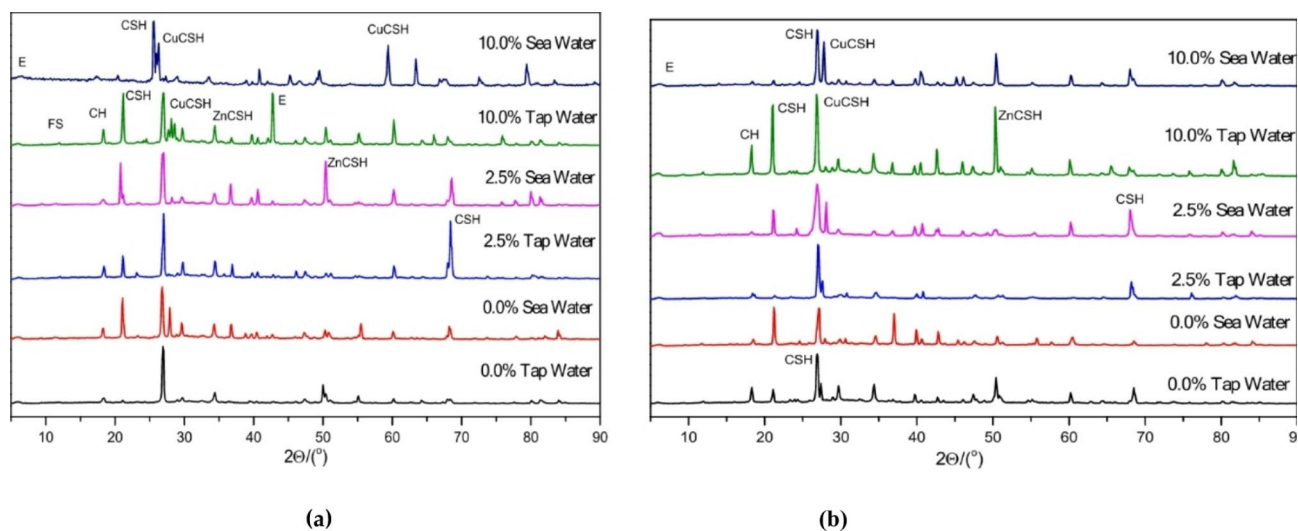 CSH
CuCSH
CuCSH
10.0% Sea Water
E
CSH
E
CuCSH
10.0% Tap Water
CH
ZnCSH
FS
ZnCSH
2.5% Sea Water
CSH
2.5% Tap Water
0.0% Sea Water
0.0% Tap Water
10 20 30 40 50 60 70 80 90
2Θ/(°)
(a)
CSH
CuCSH
10.0% Sea Water
E
CSH
CuCSH
ZnCSH
10.0% Tap Water
CH
CSH
2.5% Sea Water
2.5% Tap Water
0.0% Sea Water
CSH
0.0% Tap Water
10 20 30 40 50 60 70 80 90
2Θ/(°)
(b)